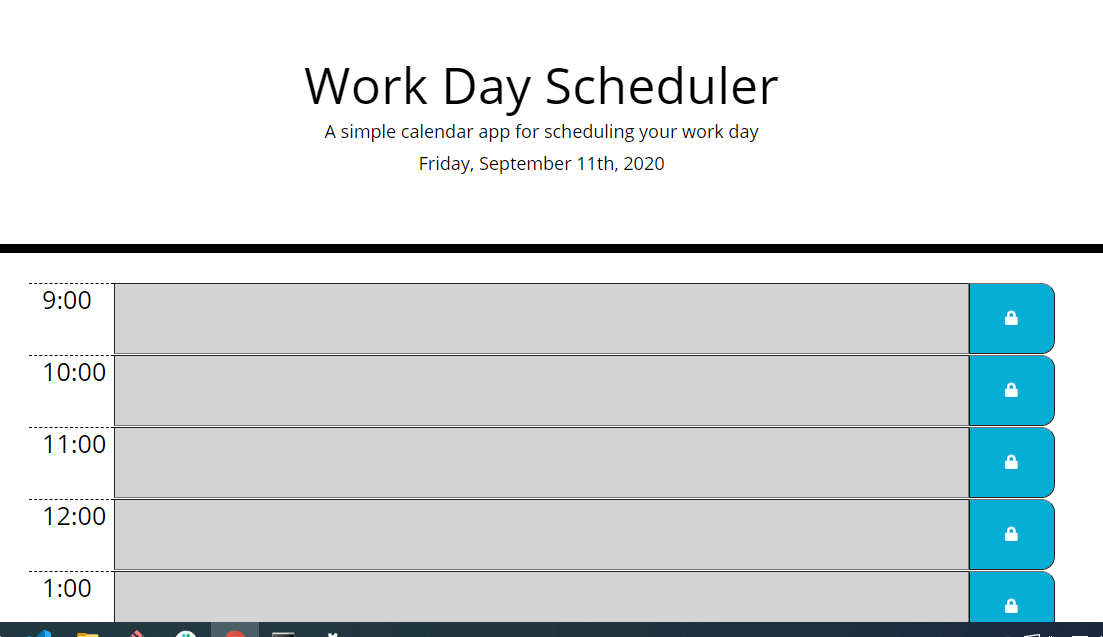 Work Day Scheduler
A simple calendar app for scheduling your work day
Friday, September 11th, 2020
9:00
10:00
11:00
12:00
1:00